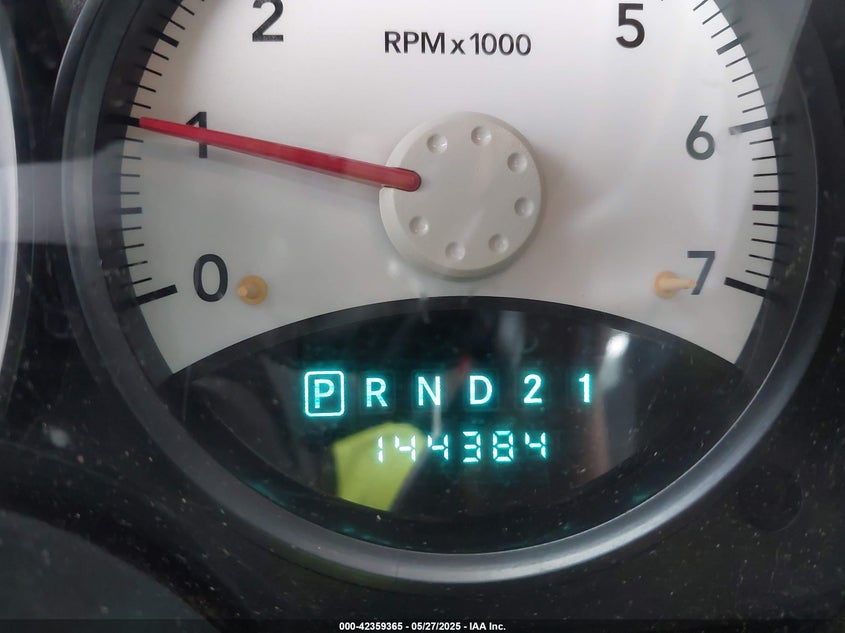 2 5
RPM x 1000
1 6
0 7
P R N D 2 1
144384
000-42359365 - 05/27/2025 - IAA Inc.